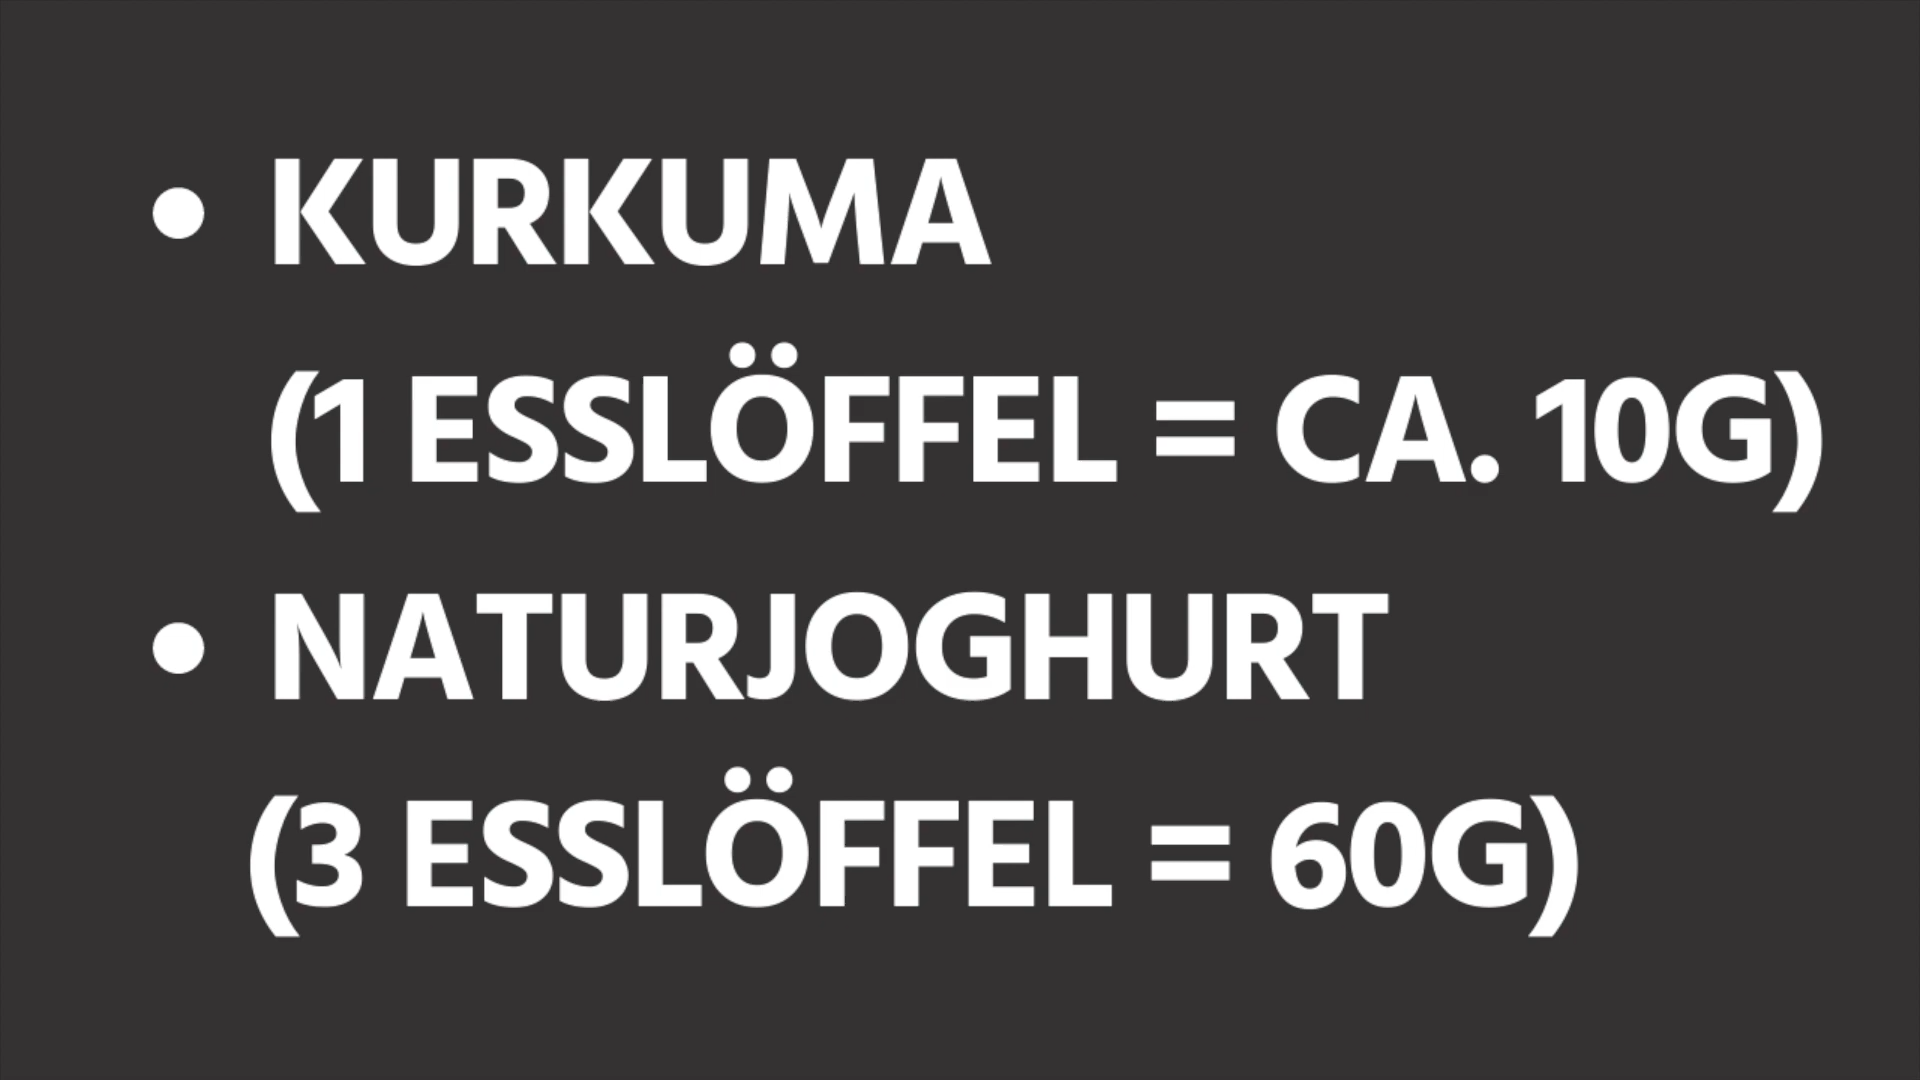 • KURKUMA
(1 ESSLÖFFEL = CA. 10G)
• NATURJOGHURT
(3 ESSLÖFFEL = 60G)